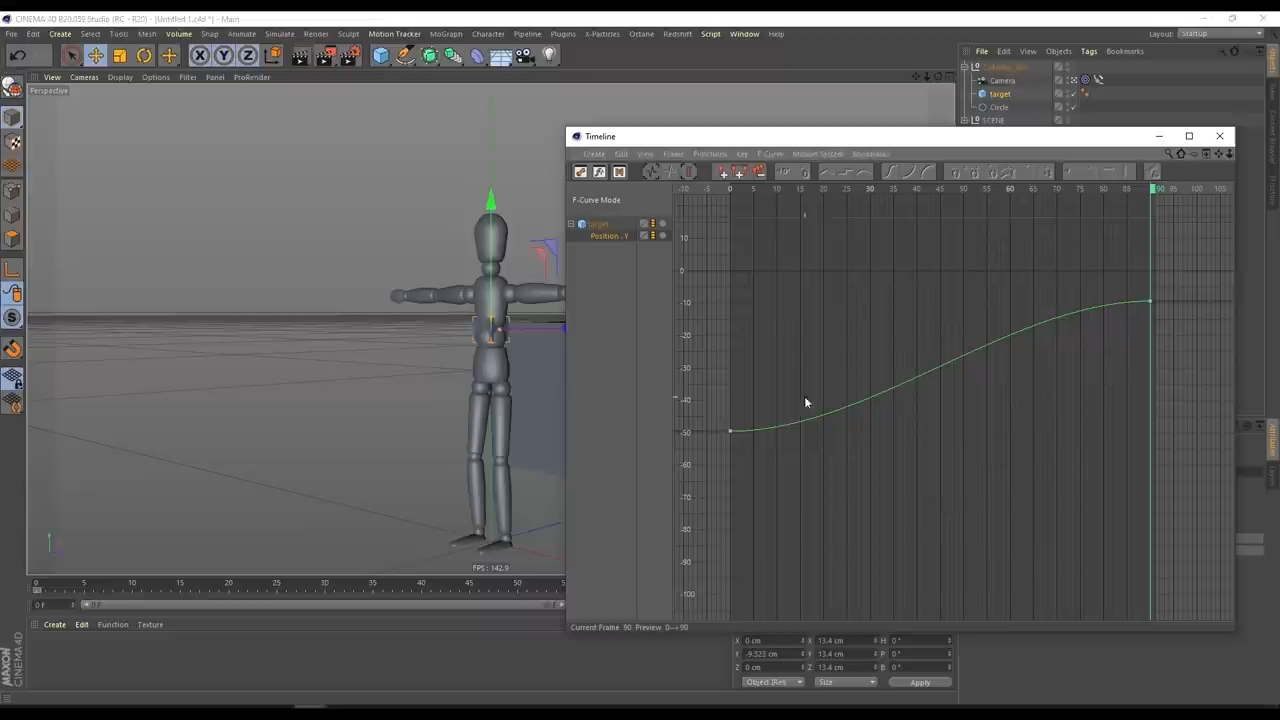 CINEMA 4D R20.059 Studio (RC - R20) - [Untitled 1.c4d *] - Main
File Edit Create Select Tools Mesh Volume Snap Animate Simulate Render Sculpt Motion Tracker MoGraph Character Pipeline Plugins X-Particles Octane Redshift Script Window Help
Layout: Startup
File Edit View Objects Tags Bookmarks
View Cameras Display Options Filter Panel ProRender
Perspective
Camera
target
Circle
SCENE
Timeline
Create Edit View Frame Functions Key F-Curve Motion System Bookmarks
F-Curve Mode
-10 -5 0 5 10 15 20 25 30 35 40 45 50 55 60 65 70 75 80 85 90 95 100 105
target
Position . Y
10
0
-10
-20
-30
-40
-50
-60
-70
-80
-90
-100
FPS : 142.9
0 5 10 15 20 25 30 35 40 45 50
0 F
0 F
Current Frame 90 Preview 0-->90
Create Edit Function Texture
X 0 cm X 13.4 cm H 0 °
Y -9.323 cm Y 13.4 cm P 0 °
Z 0 cm Z 13.4 cm B 0 °
Object (Rel) Size Apply
MAXON
CINEMA 4D
Objects
Attributes
Layers